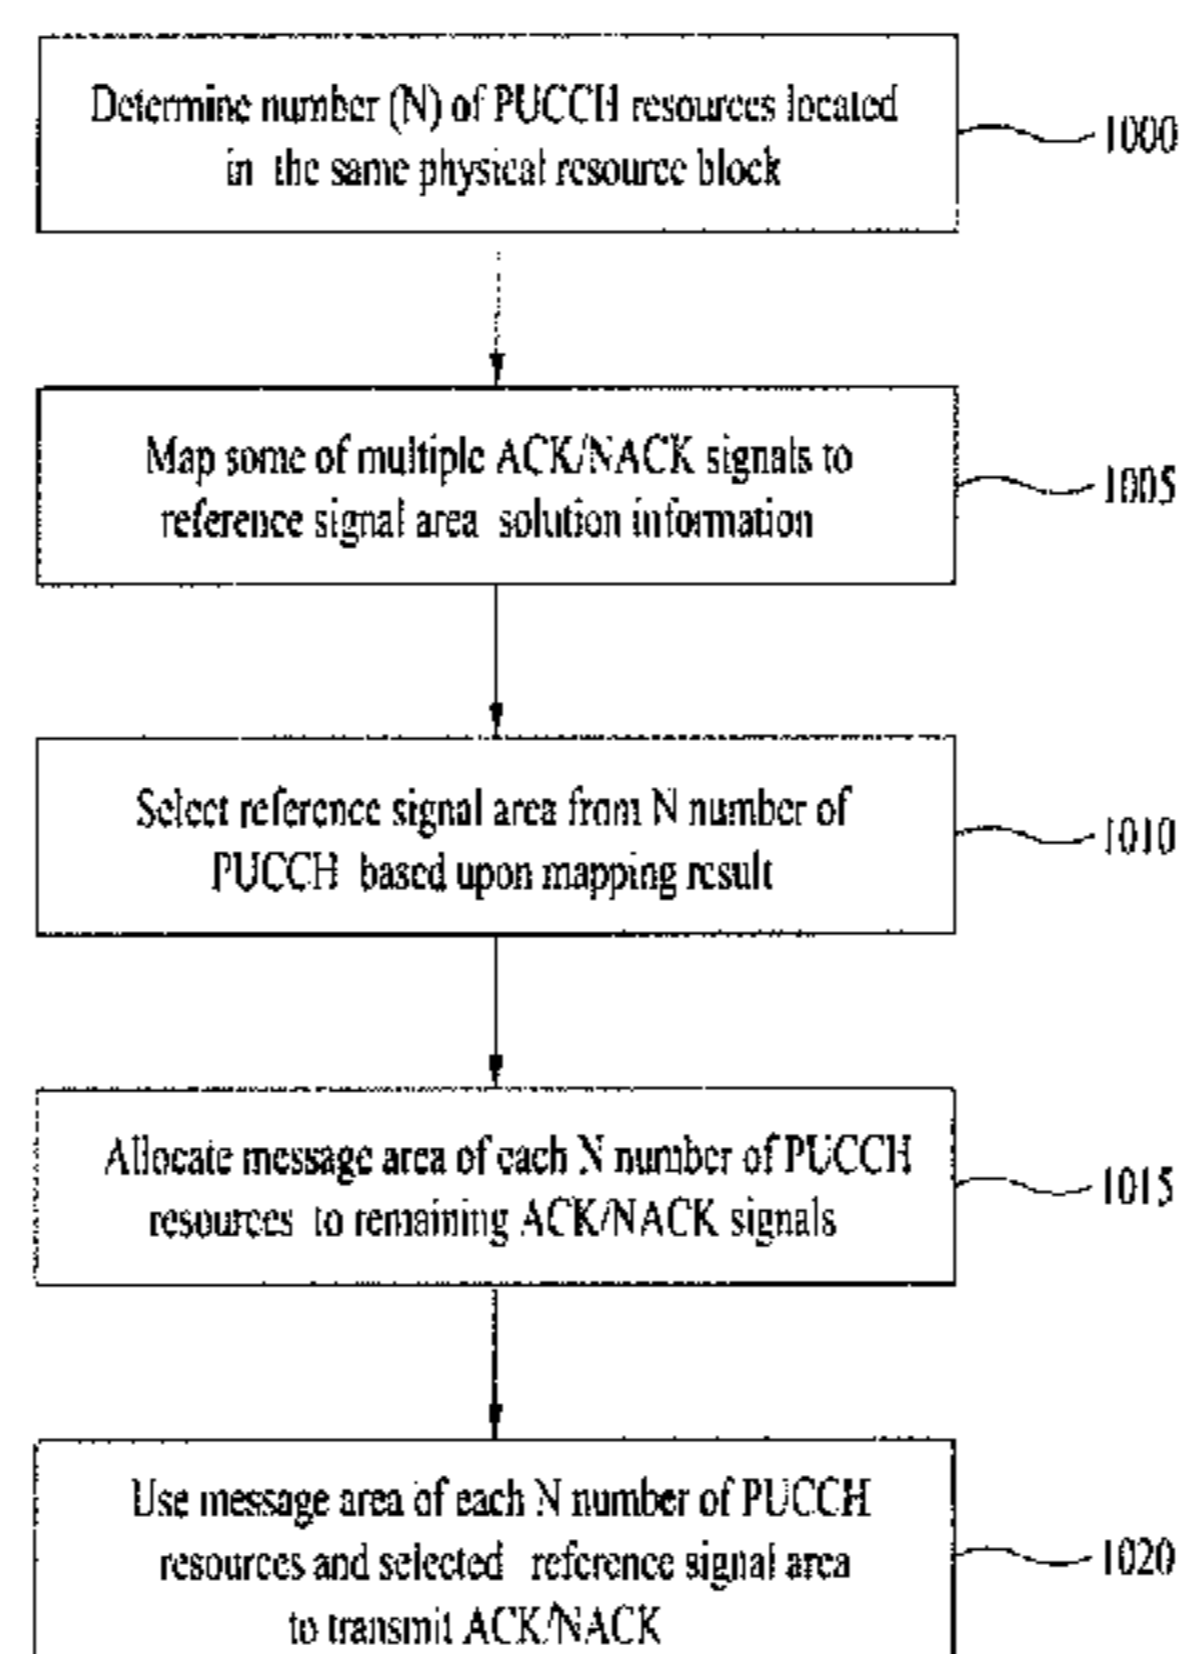 Determine number (N) of PUCCH resources located
in the same physical resource block
1000
Map some of multiple ACK/NACK signals to
reference signal area solution information
1005
Select reference signal area from N number of
PUCCH based upon mapping result
1010
Allocate message area of each N number of PUCCH
resources to remaining ACK/NACK signals
1015
Use message area of each N number of PUCCH
resources and selected reference signal area
to transmit ACK/NACK
1020